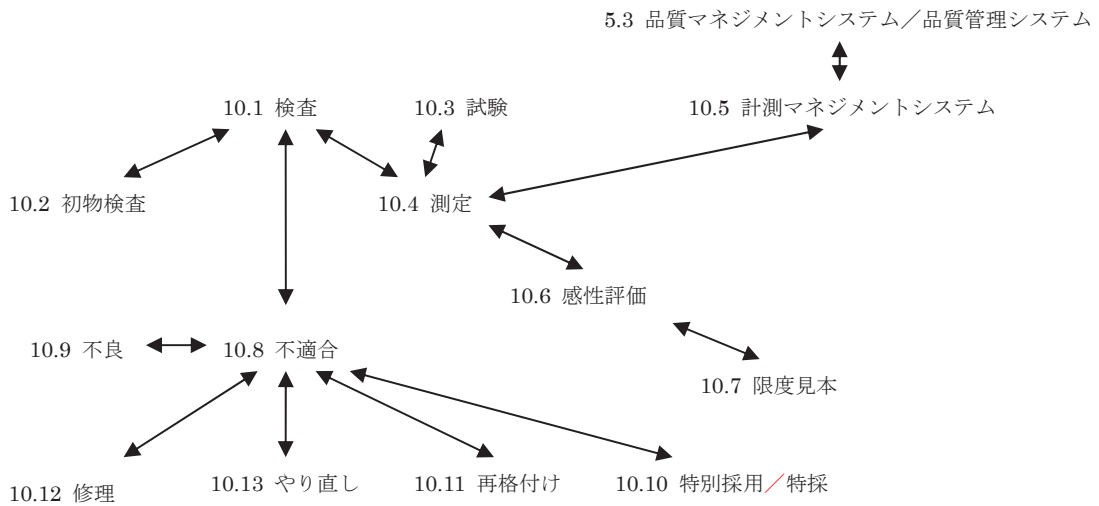 5.3 品質マネジメントシステム／品質管理システム
10.1 検査
10.3 試験
10.5 計測マネジメントシステム
10.2 初物検査
10.4 測定
10.6 感性評価
10.9 不良
10.8 不適合
10.7 限度見本
10.12 修理
10.13 やり直し
10.11 再格付け
10.10 特別採用／特採